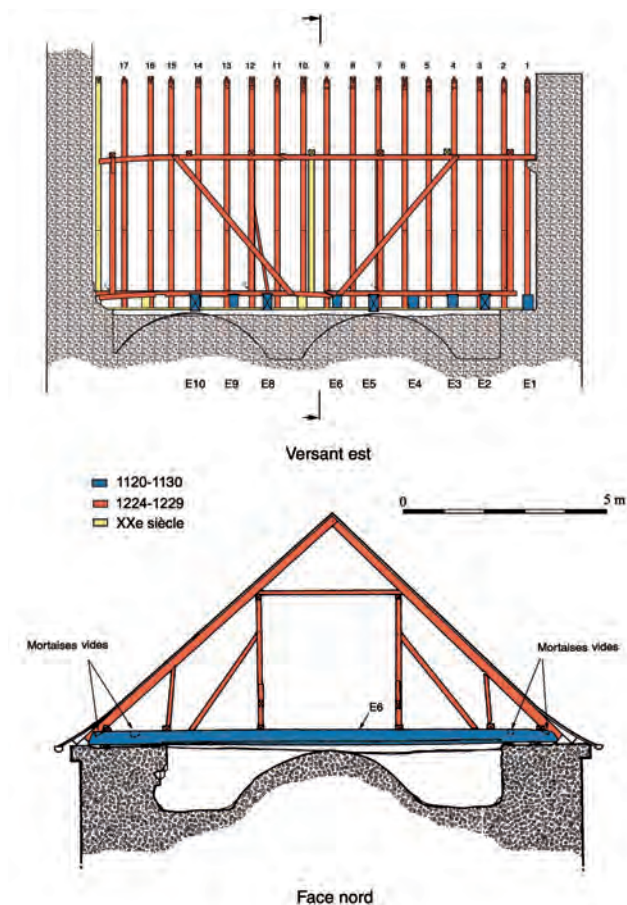 17 16 15 14 13 12 11 10 9 8 7 6 5 4 3 2 1
E10 E9 E8 E6 E5 E4 E3 E2 E1
Versant est
1120-1130
1224-1229
XXe siècle
0 5 m
Mortaises vides
Mortaises vides
E6
Face nord